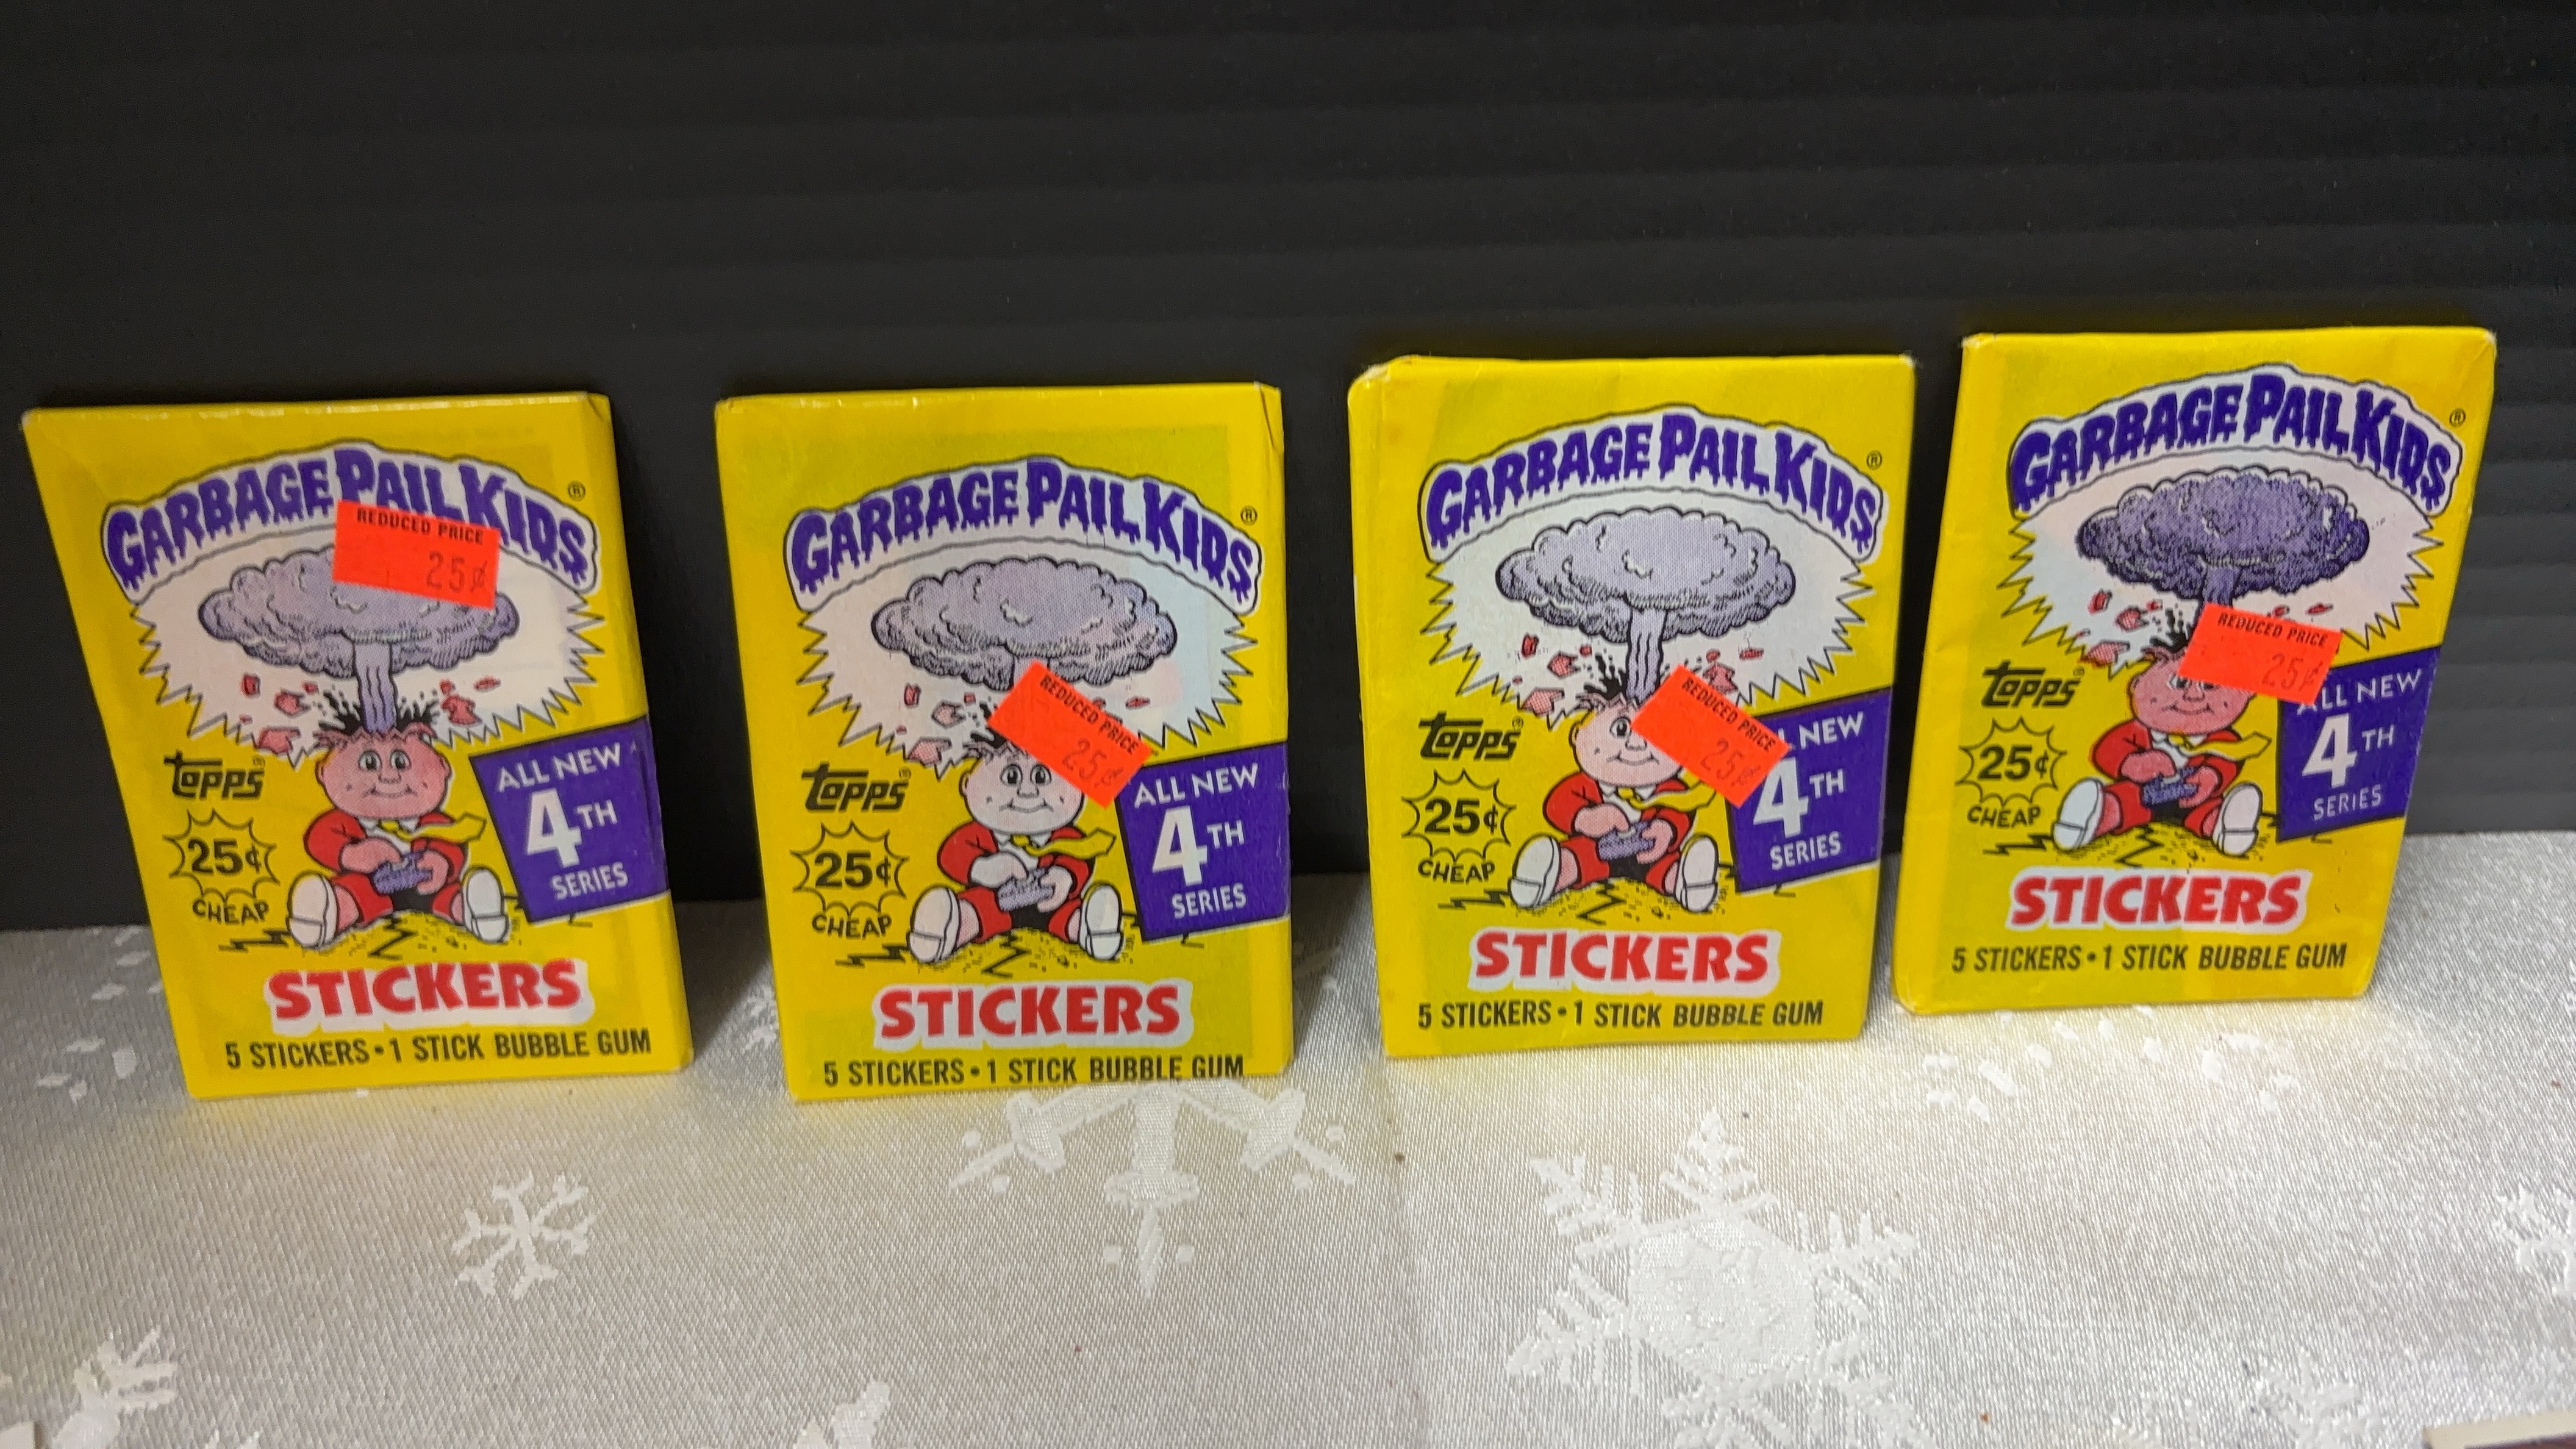 GARBAGE PAIL KIDS ®
REDUCED PRICE
25¢
Topps®
25¢
CHEAP
ALL NEW
4TH
SERIES
STICKERS
5 STICKERS • 1 STICK BUBBLE GUM
GARBAGE PAIL KIDS ®
REDUCED PRICE
25¢
Topps®
25¢
CHEAP
ALL NEW
4TH
SERIES
STICKERS
5 STICKERS • 1 STICK BUBBLE GUM
GARBAGE PAIL KIDS ®
REDUCED PRICE
25¢
Topps®
25¢
CHEAP
L NEW
4TH
SERIES
STICKERS
5 STICKERS • 1 STICK BUBBLE GUM
GARBAGE PAIL KIDS ®
REDUCED PRICE
25¢
Topps®
25¢
CHEAP
ALL NEW
4TH
SERIES
STICKERS
5 STICKERS • 1 STICK BUBBLE GUM